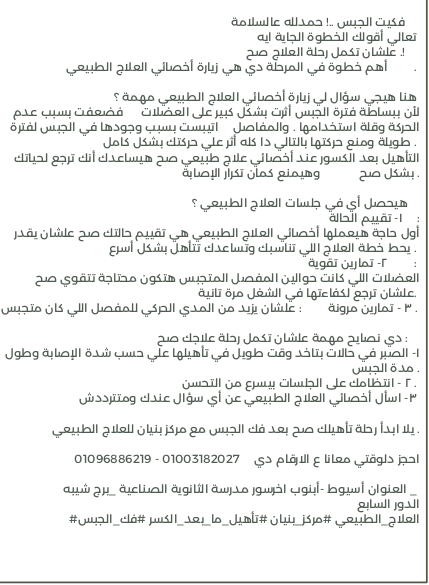 فكيت الجبس ..! حمدلله عالسلامة
تعالي أقولك الخطوة الجاية ايه
علشان تكمل رحلة العلاج صح .!
أهم خطوة في المرحلة دي هي زيارة أخصائي العلاج الطبيعي .
هنا هيجي سؤال لي زيارة أخصائي العلاج الطبيعي مهمة ؟
لأن ببساطة فترة الجبس أثرت بشكل كبير على العضلات فضعفت بسبب عدم
الحركة وقلة استخدامها . والمفاصل اتيبست بسبب وجودها في الجبس لفترة
طويلة ومنع حركتها بالتالي دا كله أثر علي حركتك بشكل كامل .
التأهيل بعد الكسور عند أخصائي علاج طبيعي صح هيساعدك أنك ترجع لحياتك
بشكل صح وهيمنع كمان تكرار الإصابة .
هيحصل أي في جلسات العلاج الطبيعي ؟
١- تقييم الحالة :
أول حاجة هيعملها أخصائي العلاج الطبيعي هي تقييم حالتك صح علشان يقدر
يحط خطة العلاج اللي تناسبك وتساعدك تتأهل بشكل أسرع .
٢- تمارين تقوية :
العضلات اللي كانت حوالين المفصل المتجبس هتكون محتاجة تتقوي صح
علشان ترجع لكفاءتها في الشغل مرة تانية.
٣ - تمارين مرونة : علشان يزيد من المدي الحركي للمفصل اللي كان متجبس .
دي نصايح مهمة علشان تكمل رحلة علاجك صح :
١- الصبر في حالات بتاخد وقت طويل في تأهيلها علي حسب شدة الإصابة وطول
مدة الجبس .
٢ - انتظامك على الجلسات بيسرع من التحسن .
٣- اسأل أخصائي العلاج الطبيعي عن أي سؤال عندك ومتترددش
يلا ابدأ رحلة تأهيلك صح بعد فك الجبس مع مركز بنيان للعلاج الطبيعي .
احجز دلوقتي معانا ع الارقام دي 01003182027 - 01096886219
_ العنوان أسيوط -أبنوب اخرسور مدرسة الثانوية الصناعية _برج شيبه
الدور السابع
#العلاج_الطبيعي #مركز_بنيان #تأهيل_ما_بعد_الكسر #فك_الجبس